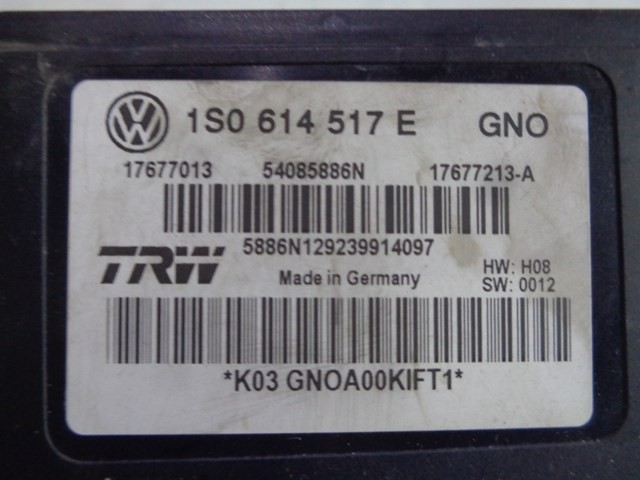 1S0 614 517 E GNO
17677013 54085886N 17677213-A
5886N129239914097
TRW Made in Germany HW: H08
SW: 0012
*K03 GNOA00KIFT1*